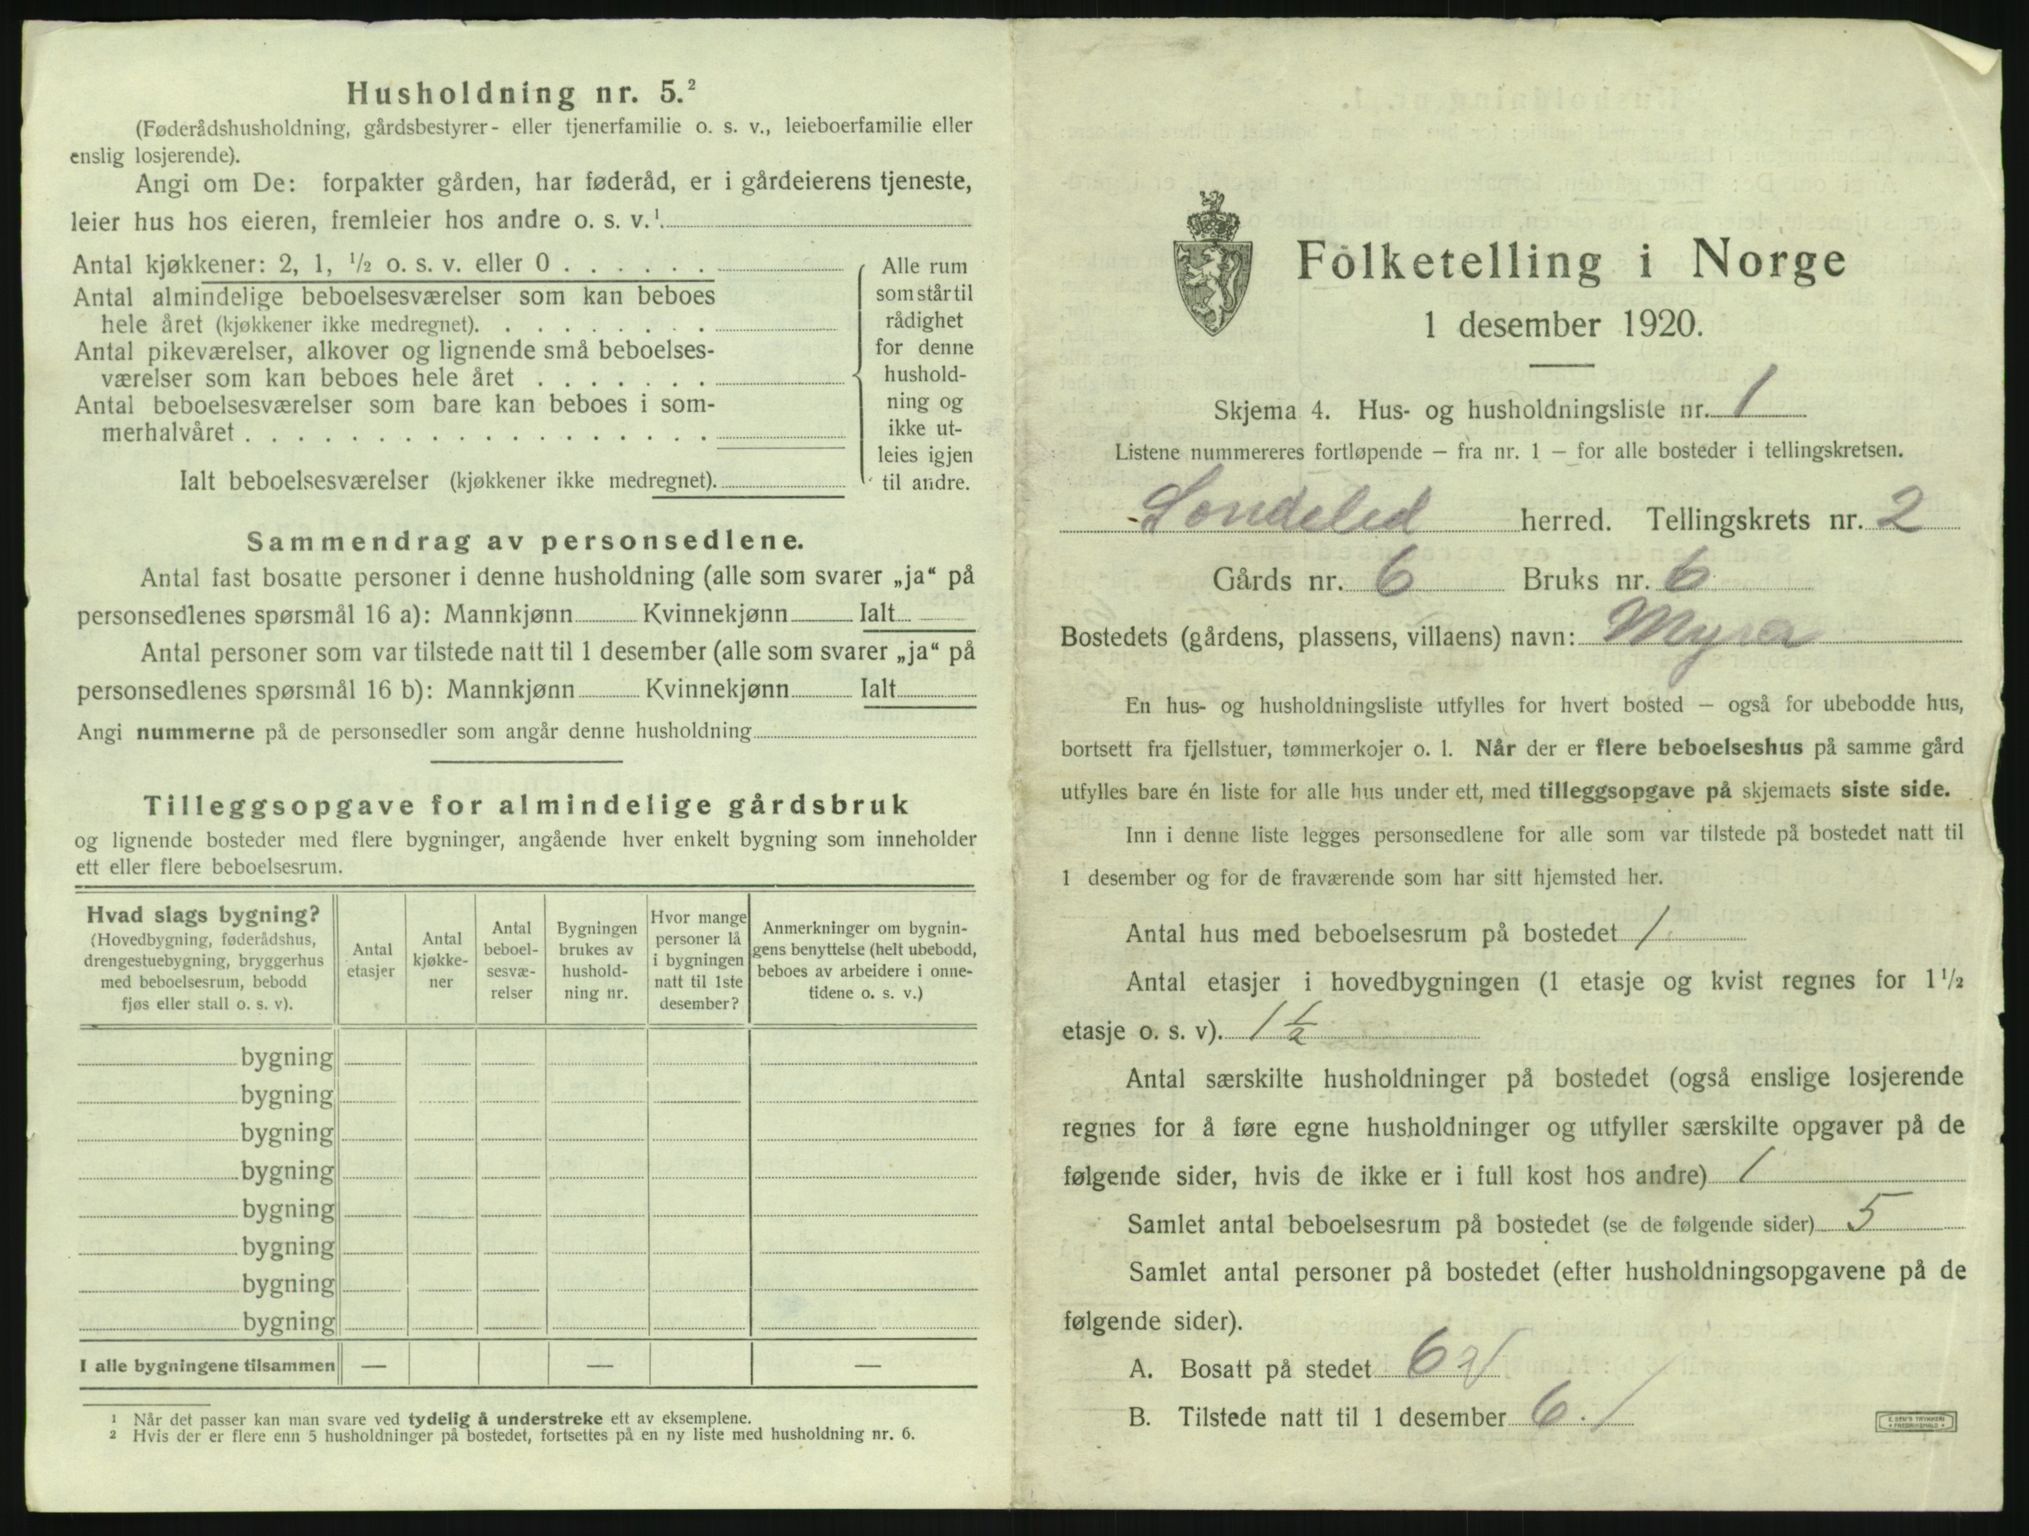 Husholdning nr. 5.²
(Føderådshusholdning, gårdsbestyrer- eller tjenerfamilie o. s. v., leieboerfamilie eller
enslig losjerende).
Angi om De: forpakter gården, har føderåd, er i gårdeierens tjeneste,
leier hus hos eieren, fremleier hos andre o. s. v.¹
Antal kjøkkener: 2, 1, ½ o. s. v. eller 0
Antal almindelige beboelsesværelser som kan beboes
hele året (kjøkkener ikke medregnet).
Antal pikeværelser, alkover og lignende små beboelses-
værelser som kan beboes hele året
Antal beboelsesværelser som bare kan beboes i som-
merhalvåret
Ialt beboelsesværelser (kjøkkener ikke medregnet).
Alle rum
som står til
rådighet
for denne
hushold-
ning og
ikke ut-
leies igjen
til andre.
Sammendrag av personsedlene.
Antal fast bosatte personer i denne husholdning (alle som svarer „ja“ på
personsedlenes spørsmål 16 a): Mannkjønn Kvinnekjønn Ialt
Antal personer som var tilstede natt til 1 desember (alle som svarer „ja“ på
personsedlenes spørsmål 16 b): Mannkjønn Kvinnekjønn Ialt
Angi nummerne på de personsedler som angår denne husholdning
Tilleggsopgave for almindelige gårdsbruk
og lignende bosteder med flere bygninger, angående hver enkelt bygning som inneholder
ett eller flere beboelsesrum.
Hvad slags bygning?
(Hovedbygning, føderådshus,
drengestuebygning, bryggerhus
med beboelsesrum, bebodd
fjøs eller stall o. s. v).
Antal
etasjer
Antal
kjøkke-
ner
Antal
beboel-
sesvæ-
relser
Bygningen
brukes av
hushold-
ning nr.
Hvor mange
personer lå
i bygningen
natt til 1ste
desember?
Anmerkninger om bygnin-
gens benyttelse (helt ubebodd,
beboes av arbeidere i onne-
tidene o. s. v.)
bygning
bygning
bygning
bygning
bygning
bygning
bygning
bygning
I alle bygningene tilsammen — — —
¹ Når det passer kan man svare ved tydelig å understreke ett av eksemplene.
² Hvis der er flere enn 5 husholdninger på bostedet, fortsettes på en ny liste med husholdning nr. 6.
Folketelling i Norge
1 desember 1920.
Skjema 4. Hus- og husholdningsliste nr. 1
Listene nummereres fortløpende – fra nr. 1 – for alle bosteder i tellingskretsen.
Søndeled herred. Tellingskrets nr. 2
Gårds nr. 6 Bruks nr. 6
Bostedets (gårdens, plassens, villaens) navn: Myra
En hus- og husholdningsliste utfylles for hvert bosted – også for ubebodde hus,
bortsett fra fjellstuer, tømmerkojer o. l. Når der er flere beboelseshus på samme gård
utfylles bare én liste for alle hus under ett, med tilleggsopgave på skjemaets siste side.
Inn i denne liste legges personsedlene for alle som var tilstede på bostedet natt til
1 desember og for de fraværende som har sitt hjemsted her.
Antal hus med beboelsesrum på bostedet 1
Antal etasjer i hovedbygningen (1 etasje og kvist regnes for 1 ½
etasje o. s. v). 1 ½
Antal særskilte husholdninger på bostedet (også enslige losjerende
regnes for å føre egne husholdninger og utfyller særskilte opgaver på de
følgende sider, hvis de ikke er i full kost hos andre) 1
Samlet antal beboelsesrum på bostedet (se de følgende sider) 5
Samlet antal personer på bostedet (efter husholdningsopgavene på de
følgende sider).
A. Bosatt på stedet 6
B. Tilstede natt til 1 desember 6.